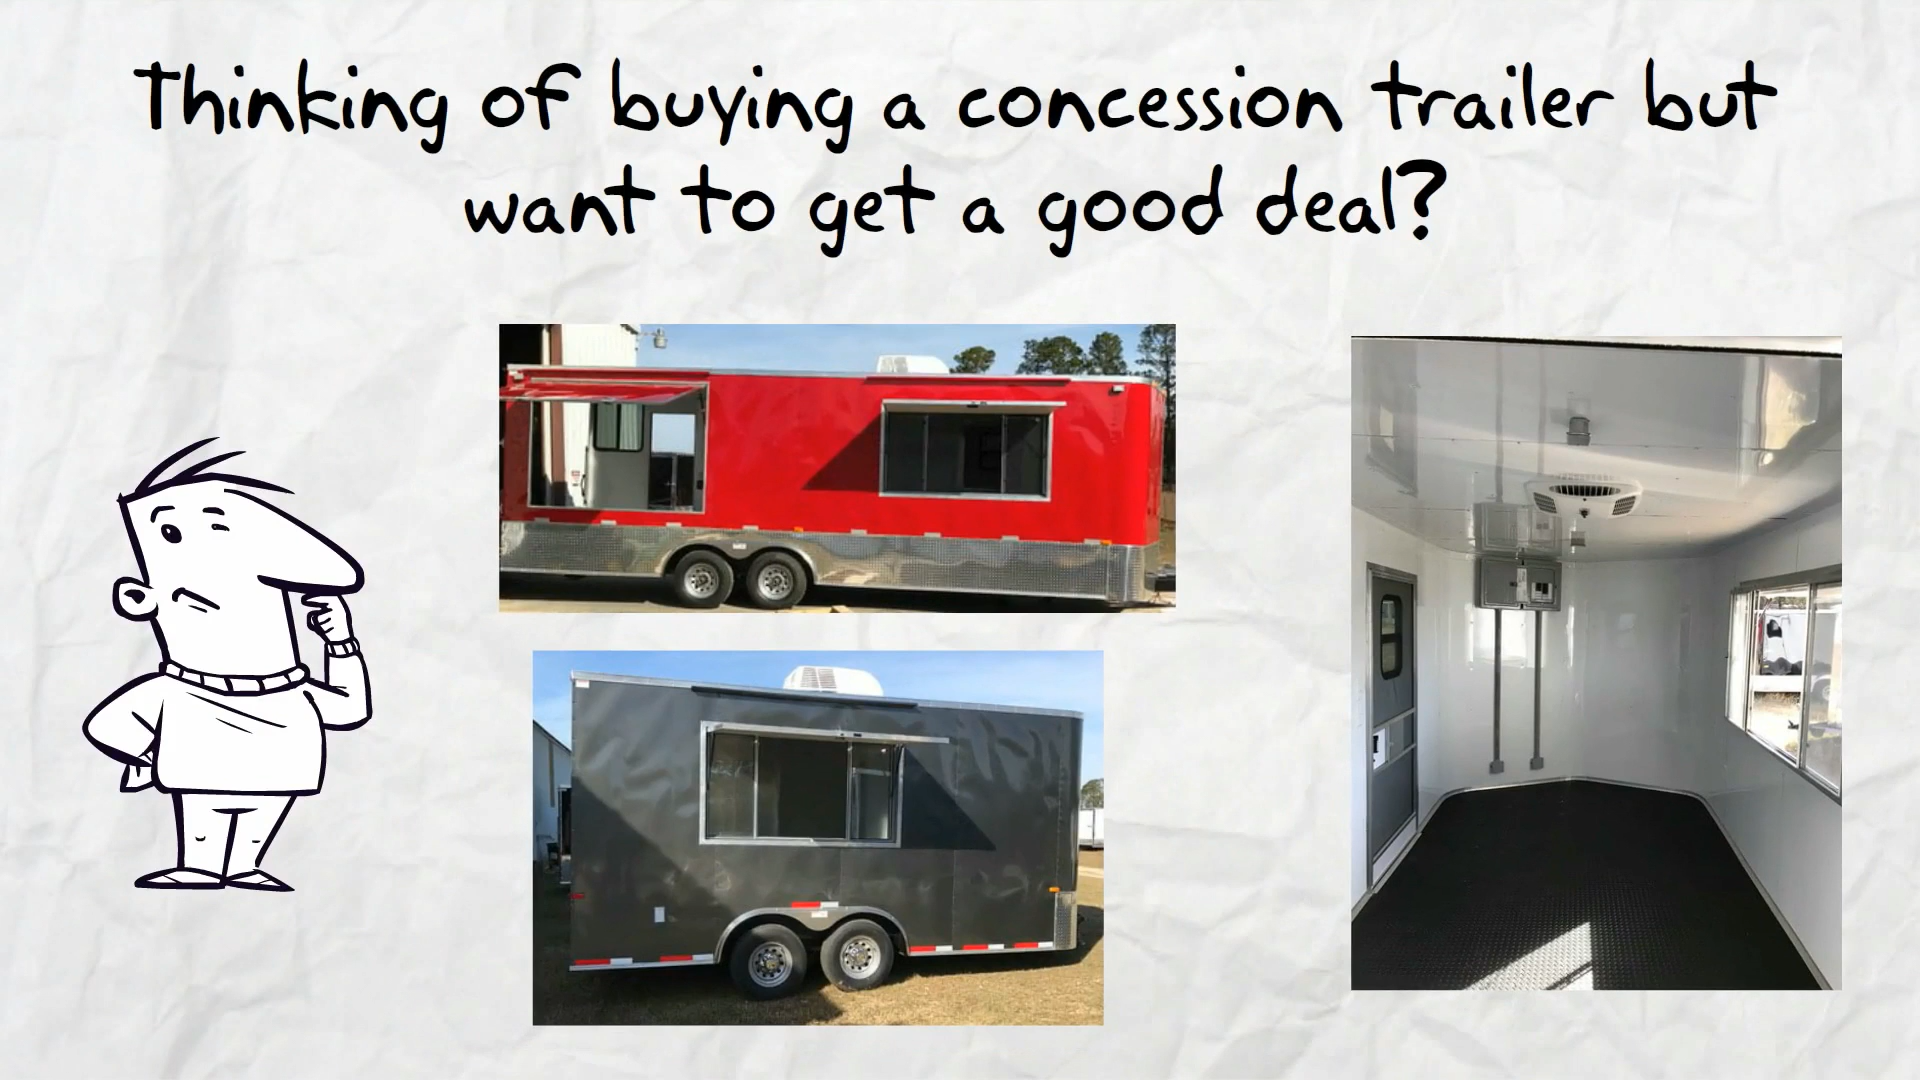 Thinking of buying a concession trailer but
want to get a good deal?